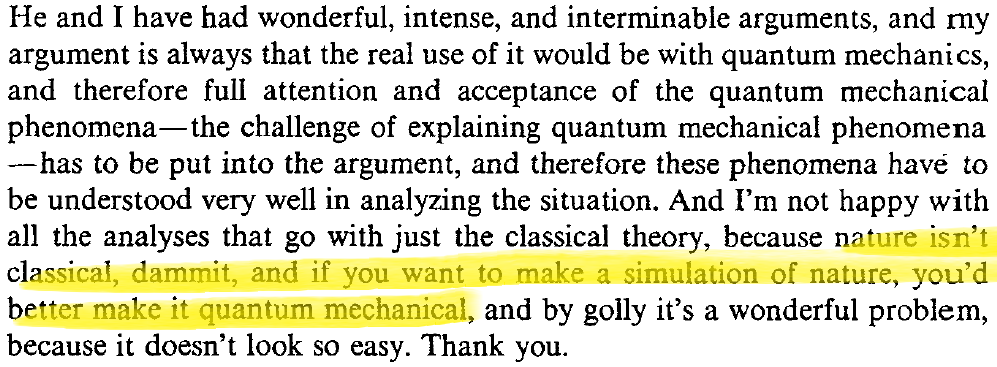 He and I have had wonderful, intense, and interminable arguments, and my
argument is always that the real use of it would be with quantum mechanics,
and therefore full attention and acceptance of the quantum mechanical
phenomena—the challenge of explaining quantum mechanical phenomena
—has to be put into the argument, and therefore these phenomena have to
be understood very well in analyzing the situation. And I'm not happy with
all the analyses that go with just the classical theory, because nature isn't
classical, dammit, and if you want to make a simulation of nature, you'd
better make it quantum mechanical, and by golly it's a wonderful problem,
because it doesn't look so easy. Thank you.